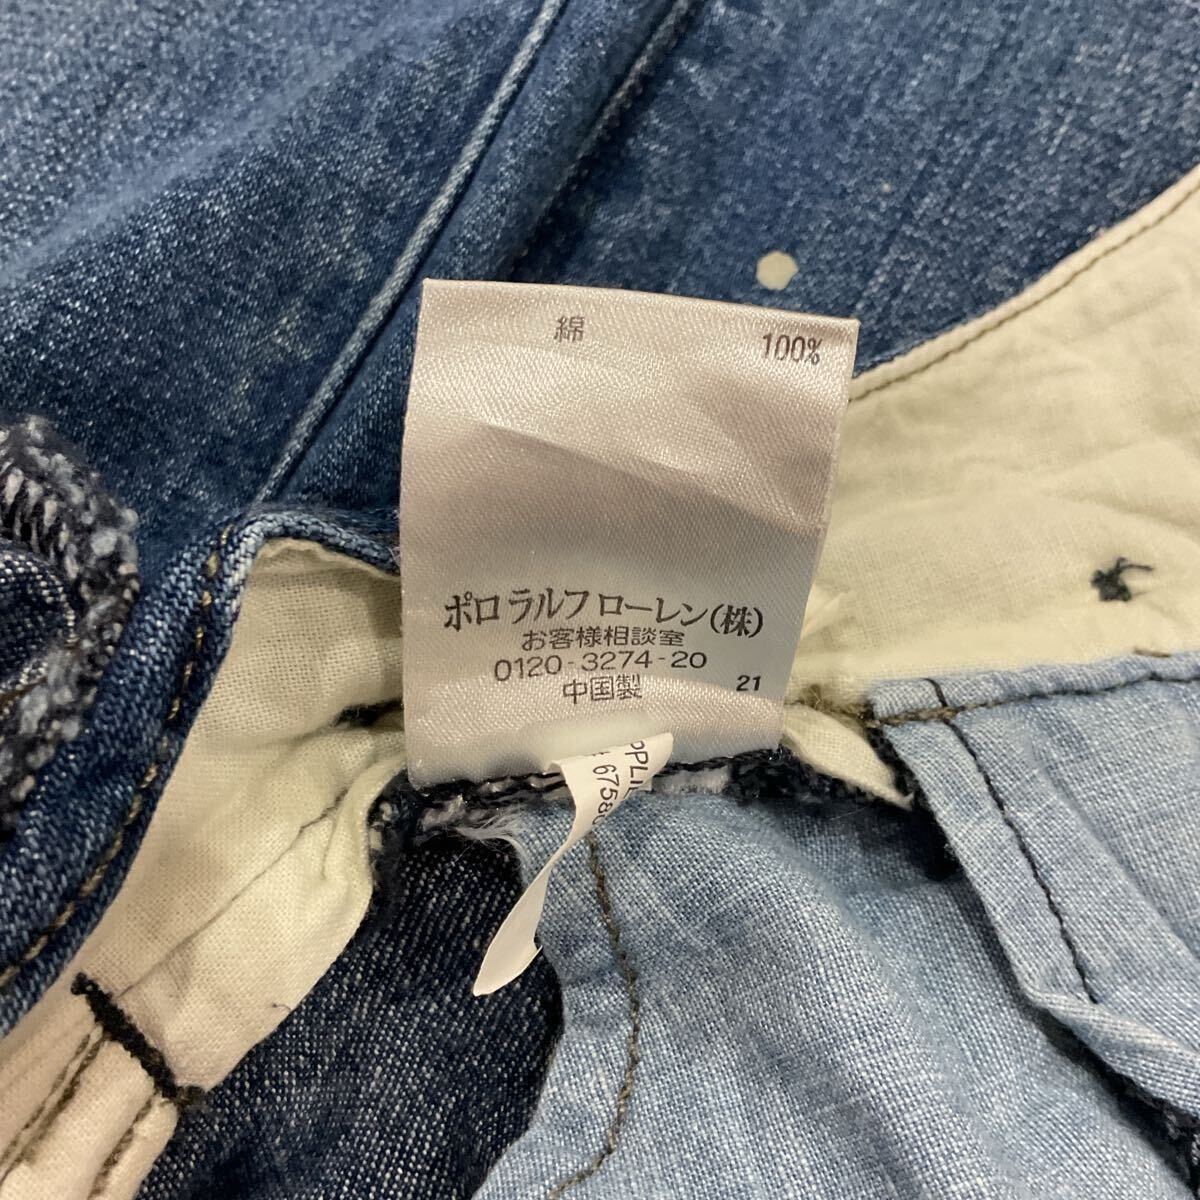 綿 100%
ポロ ラルフ ローレン(株)
お客様相談室
0120-3274-20
中国製 21